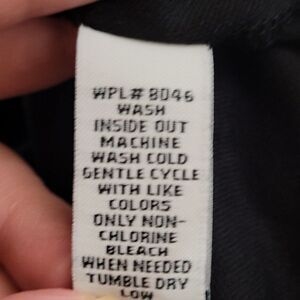 WPL# 8046
WASH
INSIDE OUT
MACHINE
WASH COLD
GENTLE CYCLE
WITH LIKE
COLORS
ONLY NON-
CHLORINE
BLEACH
WHEN NEEDED
TUMBLE DRY
LOW